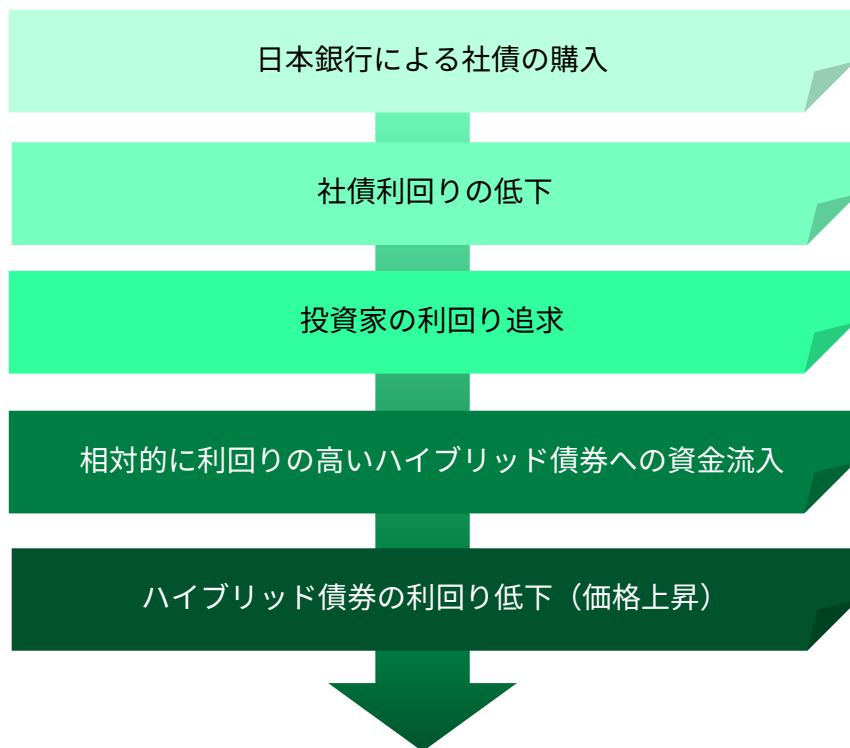 日本銀行による社債の購入
社債利回りの低下
投資家の利回り追求
相対的に利回りの高いハイブリッド債券への資金流入
ハイブリッド債券の利回り低下（価格上昇）